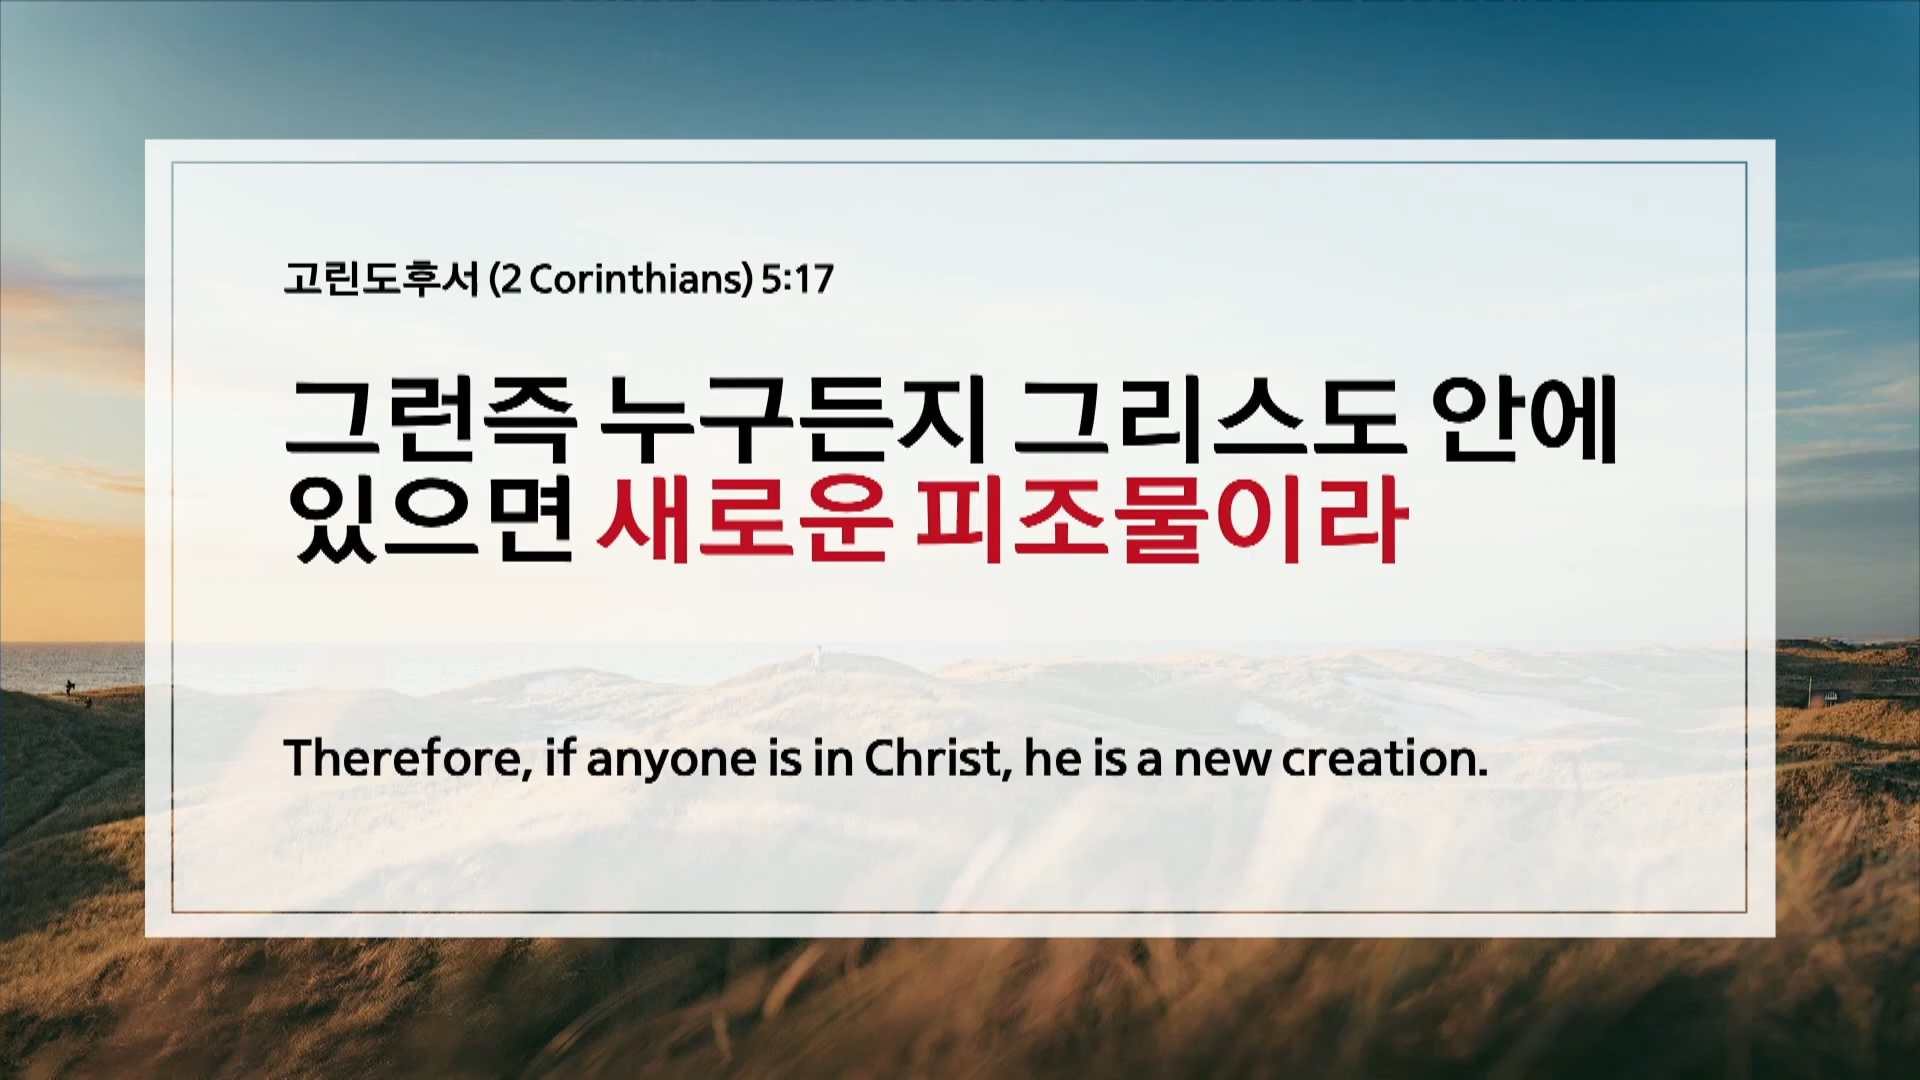 고린도후서 (2 Corinthians) 5:17
그런즉 누구든지 그리스도 안에
있으면 새로운 피조물이라
Therefore, if anyone is in Christ, he is a new creation.